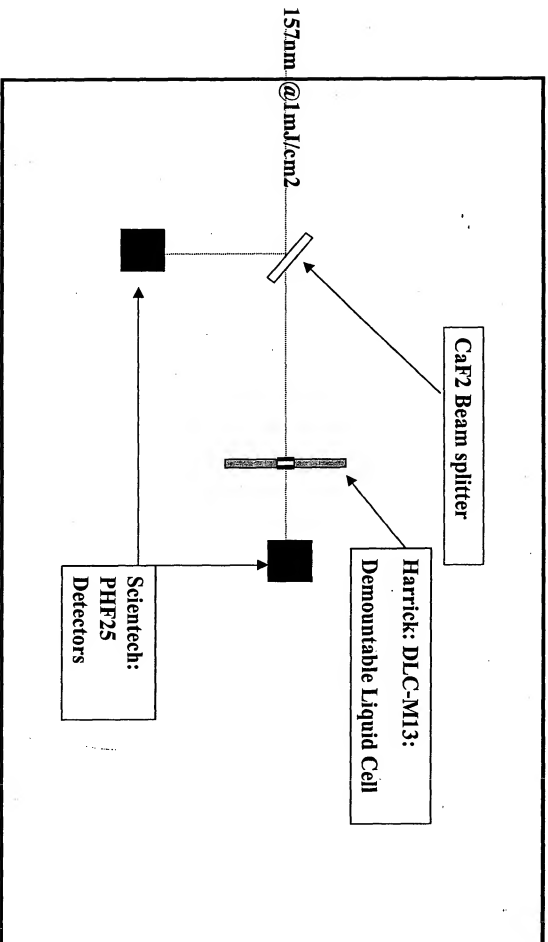 157nm @1mJ/cm2
CaF2 Beam splitter
Harrick: DLC-M13:
Demountable Liquid Cell
Scientech:
PHF25
Detectors